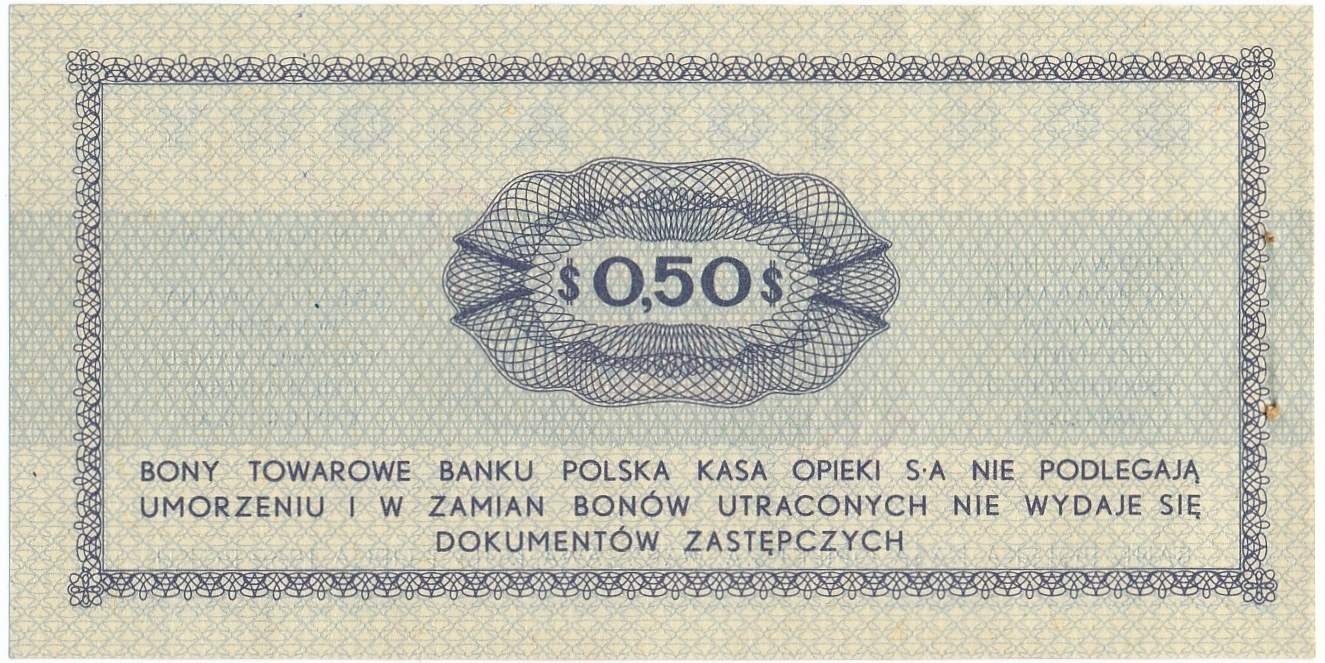 $ 0,50 $
BONY TOWAROWE BANKU POLSKA KASA OPIEKI S·A NIE PODLEGAJĄ
UMORZENIU I W ZAMIAN BONÓW UTRACONYCH NIE WYDAJE SIĘ
DOKUMENTÓW ZASTĘPCZYCH